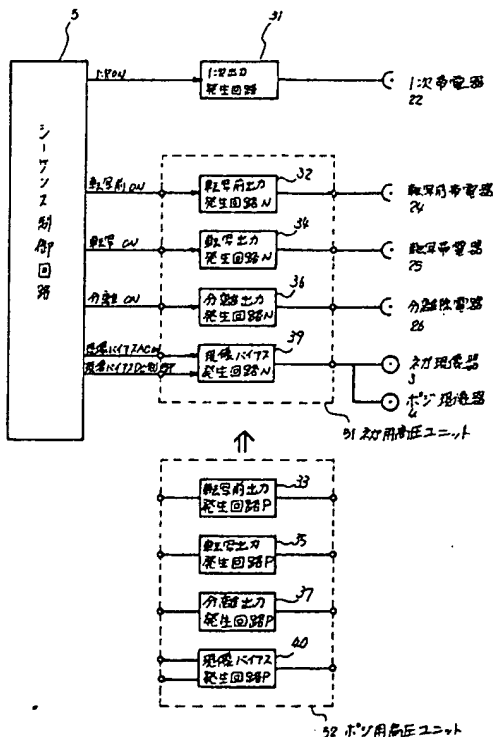 5
シーケンス制御回路
1次ON
31
1次出力
発生回路
1次帯電器
22
転写前ON
32
転写前出力
発生回路N
転写前帯電器
24
転写ON
34
転写出力
発生回路N
転写帯電器
25
分離ON
36
分離出力
発生回路N
分離除電器
26
現像バイアスACON
現像バイアスDC制御
39
現像バイアス
発生回路N
ネガ現像器
3
ポジ現像器
4
51 ネガ用高圧ユニット
33
転写前出力
発生回路P
35
転写出力
発生回路P
37
分離出力
発生回路P
40
現像バイアス
発生回路P
52 ポジ用高圧ユニット